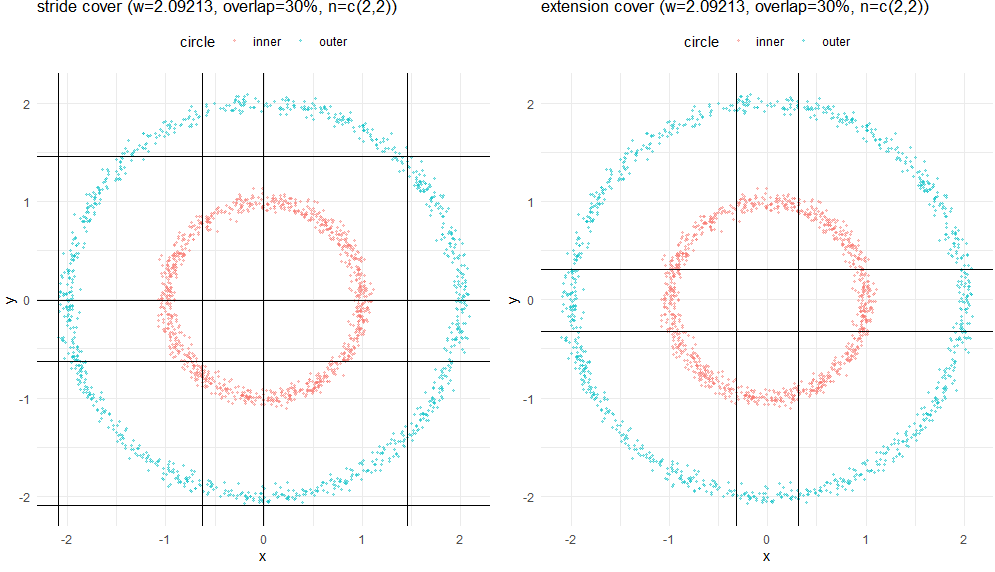 stride cover (w=2.09213, overlap=30%, n=c(2,2))
circle inner outer
2
1
0
-1
-2
y
-2 -1 0 1 2
x
extension cover (w=2.09213, overlap=30%, n=c(2,2))
circle inner outer
2
1
0
-1
-2
y
-2 -1 0 1 2
x